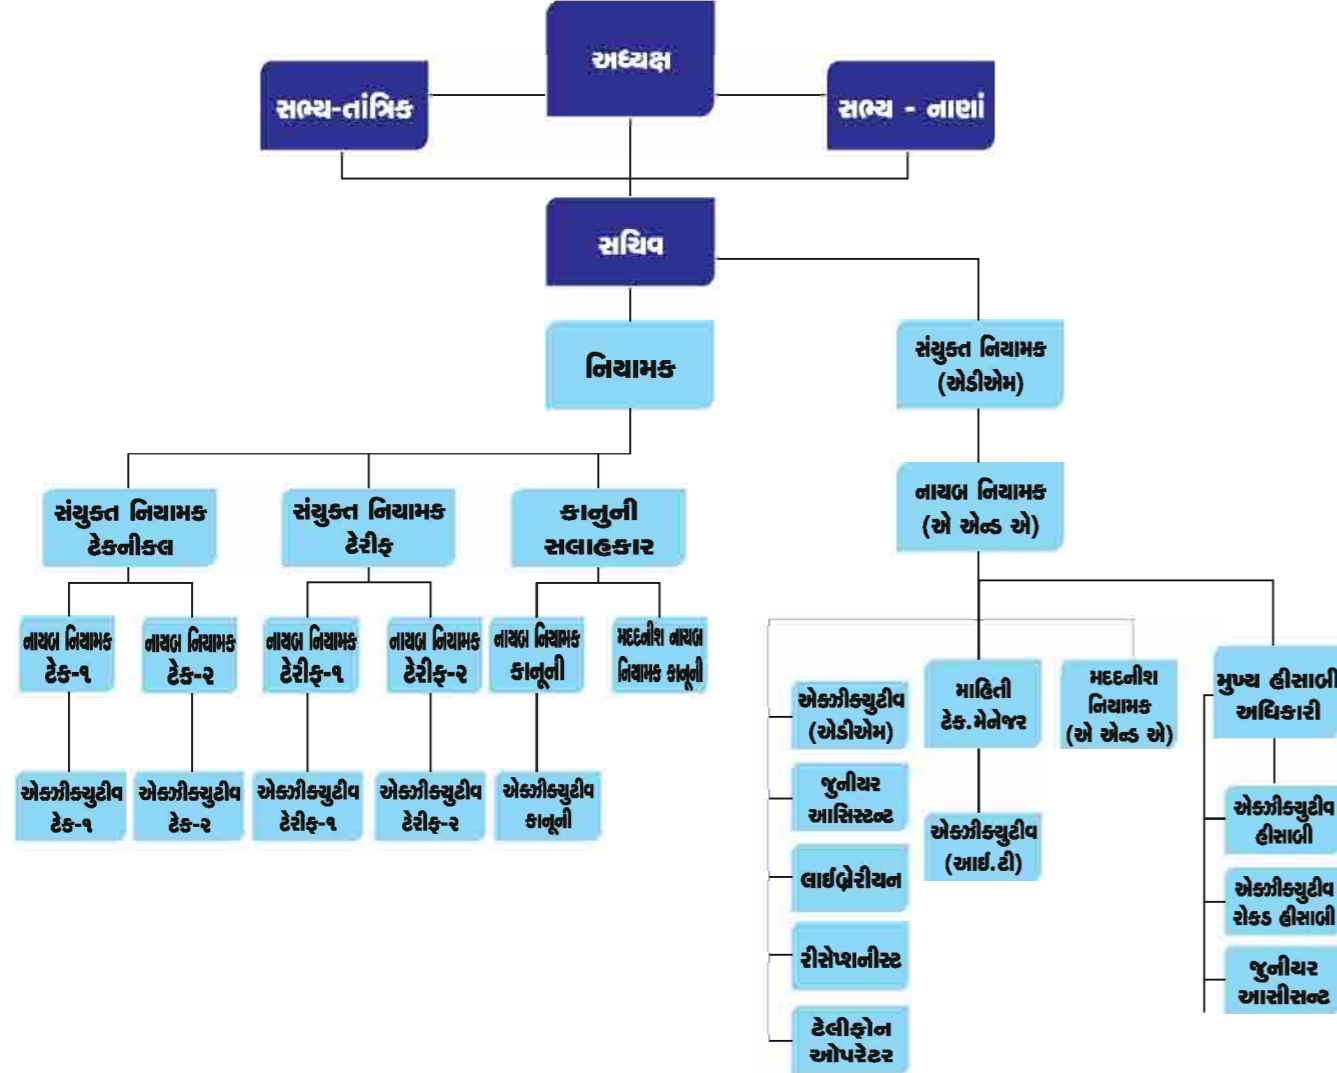 અધ્યક્ષ
સભ્ય-તાંત્રિક
સભ્ય - નાણાં
સચિવ
નિયામક
સંયુક્ત નિયામક
(એડીએમ)
નાયબ નિયામક
(એ એન્ડ એ)
સંયુક્ત નિયામક
ટેકનીકલ
સંયુક્ત નિયામક
ટેરીફ
કાનુની
સલાહકાર
નાયબ નિયામક
ટેક-૧
નાયબ નિયામક
ટેક-૨
નાયબ નિયામક
ટેરીફ-૧
નાયબ નિયામક
ટેરીફ-૨
નાયબ નિયામક
કાનૂની
મદદનીશ નાયબ
નિયામક કાનૂની
એક્ઝીક્યુટીવ
ટેક-૧
એક્ઝીક્યુટીવ
ટેક-૨
એક્ઝીક્યુટીવ
ટેરીફ-૧
એક્ઝીક્યુટીવ
ટેરીફ-૨
એક્ઝીક્યુટીવ
કાનૂની
એક્ઝીક્યુટીવ
(એડીએમ)
જુનીયર
આસિસ્ટન્ટ
લાઈબ્રેરીયન
રીસેપ્શનીસ્ટ
ટેલીફોન
ઓપરેટર
માહિતી
ટેક.મેનેજર
એક્ઝીક્યુટીવ
(આઈ.ટી)
મદદનીશ
નિયામક
(એ એન્ડ એ)
મુખ્ય હીસાબી
અધિકારી
એક્ઝીક્યુટીવ
હીસાબી
એક્ઝીક્યુટીવ
રોકડ હીસાબી
જુનીયર
આસીસન્ટ